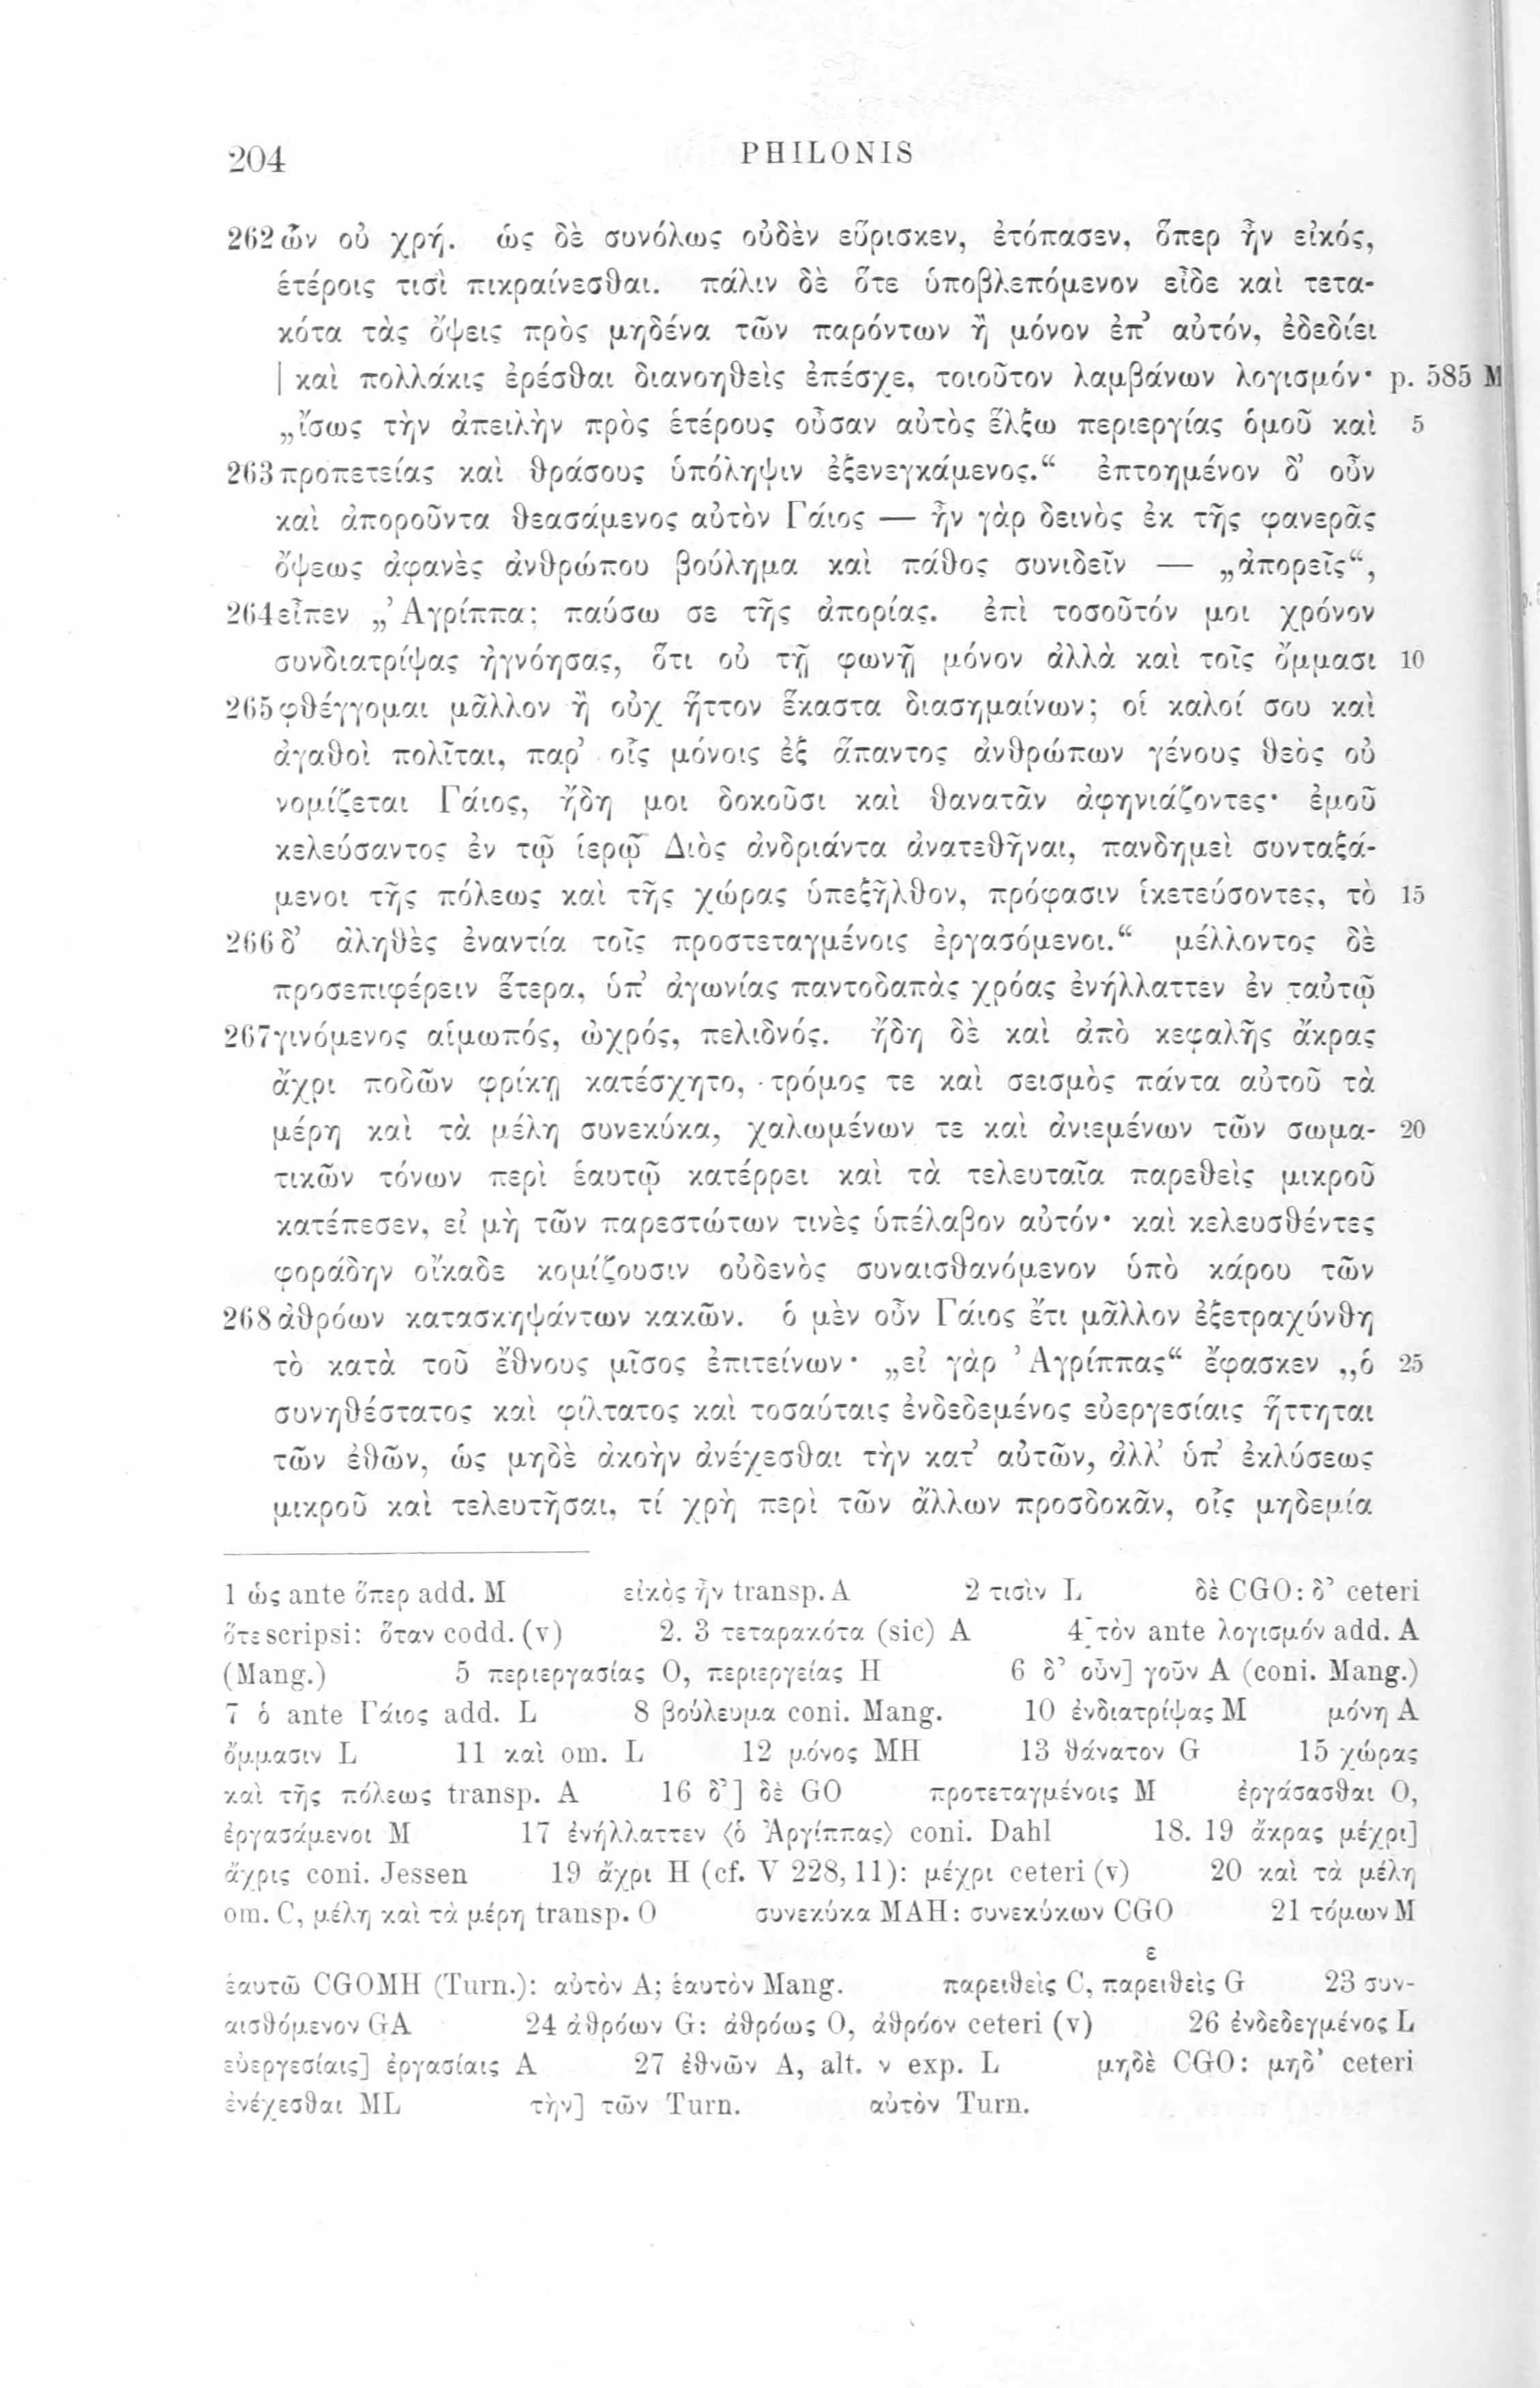 204 PHILONIS
262 ὧν οὐ χρή. ὡς δὲ συνόλως οὐδὲν εὕρισκεν, ἐτόπασεν, ὅπερ ἦν εἰκός,
ἑτέροις τισὶ πικραίνεσθαι. πάλιν δὲ ὅτε ὑποβλεπόμενον εἶδε καὶ τετα-
κότα τὰς ὄψεις πρὸς μηδένα τῶν παρόντων ἢ μόνον ἐπ’ αὐτόν, ἐδεδίει
| καὶ πολλάκις ἐρέσθαι διανοηθεὶς ἐπέσχε, τοιοῦτον λαμβάνων λογισμόν· p. 585 M
„ἴσως τὴν ἀπειλὴν πρὸς ἑτέρους οὖσαν αὐτὸς ἕλξω περιεργίας ὁμοῦ καὶ 5
263 προπετείας καὶ θράσους ὑπόληψιν ἐξενεγκάμενος.“ ἐπτοημένον δ’ οὖν
καὶ ἀποροῦντα θεασάμενος αὐτὸν Γάιος — ἦν γὰρ δεινὸς ἐκ τῆς φανερᾶς
ὄψεως ἀφανὲς ἀνθρώπου βούλημα καὶ πάθος συνιδεῖν — „ἀπορεῖς“,
264 εἶπεν „Ἀγρίππα; παύσω σε τῆς ἀπορίας. ἐπὶ τοσοῦτόν μοι χρόνον
συνδιατρίψας ἠγνόησας, ὅτι οὐ τῇ φωνῇ μόνον ἀλλὰ καὶ τοῖς ὄμμασι 10
265 φθέγγομαι μᾶλλον ἢ οὐχ ἧττον ἕκαστα διασημαίνων; οἱ καλοί σου καὶ
ἀγαθοὶ πολῖται, παρ’ οἷς μόνοις ἐξ ἅπαντος ἀνθρώπων γένους θεὸς οὐ
νομίζεται Γάιος, ἤδη μοι δοκοῦσι καὶ θανατᾶν ἀφηνιάζοντες· ἐμοῦ
κελεύσαντος ἐν τῷ ἱερῷ Διὸς ἀνδριάντα ἀνατεθῆναι, πανδημεὶ συνταξά-
μενοι τῆς πόλεως καὶ τῆς χώρας ὑπεξῆλθον, πρόφασιν ἱκετεύσοντες, τὸ 15
266 δ’ ἀληθὲς ἐναντία τοῖς προστεταγμένοις ἐργασόμενοι.“ μέλλοντος δὲ
προσεπιφέρειν ἕτερα, ὑπ’ ἀγωνίας παντοδαπὰς χρόας ἐνήλλαττεν ἐν ταὐτῷ
267 γινόμενος αἱμωπός, ὠχρός, πελιδνός. ἤδη δὲ καὶ ἀπὸ κεφαλῆς ἄκρας
ἄχρι ποδῶν φρίκῃ κατέσχητο, τρόμος τε καὶ σεισμὸς πάντα αὐτοῦ τὰ
μέρη καὶ τὰ μέλη συνεκύκα, χαλωμένων τε καὶ ἀνιεμένων τῶν σωμα- 20
τικῶν τόνων περὶ ἑαυτῷ κατέρρει καὶ τὰ τελευταῖα παρεθεὶς μικροῦ
κατέπεσεν, εἰ μὴ τῶν παρεστώτων τινὲς ὑπέλαβον αὐτόν· καὶ κελευσθέντες
φοράδην οἴκαδε κομίζουσιν οὐδενὸς συναισθανόμενον ὑπὸ κάρου τῶν
268 ἀθρόων κατασκηψάντων κακῶν. ὁ μὲν οὖν Γάιος ἔτι μᾶλλον ἐξετραχύνθη
τὸ κατὰ τοῦ ἔθνους μῖσος ἐπιτείνων· „εἰ γὰρ Ἀγρίππας“ ἔφασκεν „ὁ 25
συνηθέστατος καὶ φίλτατος καὶ τοσαύταις ἐνδεδεμένος εὐεργεσίαις ἥττηται
τῶν ἐθῶν, ὡς μηδὲ ἀκοὴν ἀνέχεσθαι τὴν κατ’ αὐτῶν, ἀλλ’ ὑπ’ ἐκλύσεως
μικροῦ καὶ τελευτῆσαι, τί χρὴ περὶ τῶν ἄλλων προσδοκᾶν, οἷς μηδεμία
1 ὡς ante ὅπερ add. M εἰκὸς ἦν transp. A 2 τισὶν L δὲ CGO: δ’ ceteri
ὅτε scripsi: ὅταν codd. (v) 2. 3 τεταρακότα (sic) A 4 τὸν ante λογισμόν add. A
(Mang.) 5 περιεργασίας O, περιεργείας H 6 δ’ οὖν] γοῦν A (coni. Mang.)
7 ὁ ante Γάιος add. L 8 βούλευμα coni. Mang. 10 ἐνδιατρίψας M μόνῃ A
ὄμμασιν L 11 καὶ om. L 12 μόνος MH 13 θάνατον G 15 χώρας
καὶ τῆς πόλεως transp. A 16 δ’] δὲ GO προτεταγμένοις M ἐργάσασθαι O,
ἐργασάμενοι M 17 ἐνήλλαττεν ⟨ὁ Ἀργίππας⟩ coni. Dahl 18. 19 ἄκρας μέχρι]
ἄχρις coni. Jessen 19 ἄχρι H (cf. V 228, 11): μέχρι ceteri (v) 20 καὶ τὰ μέλη
om. C, μέλη καὶ τὰ μέρη transp. O συνεκύκα MAH: συνεκύκων CGO 21 τόμων M
ε
ἑαυτῶ CGOMH (Turn.): αὐτὸν A; ἑαυτὸν Mang. παρειθεὶς C, παρειθεὶς G 23 συν-
αισθόμενον GA 24 ἀθρόων G: ἀθρόως O, ἀθρόον ceteri (v) 26 ἐνδεδεγμένος L
εὐεργεσίαις] ἐργασίαις A 27 ἐθνῶν A, alt. ν exp. L μηδὲ CGO: μηδ’ ceteri
ἐνέχεσθαι ML τὴν] τῶν Turn. αὐτὸν Turn.